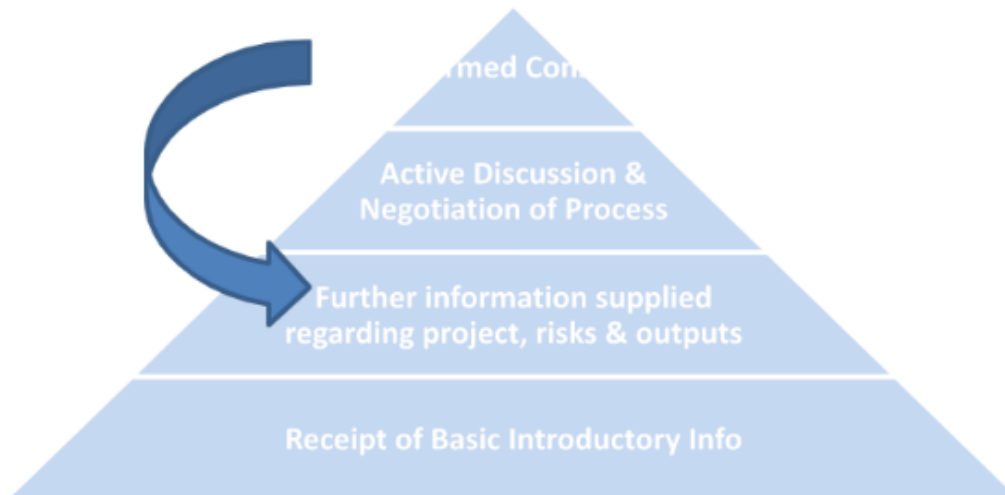 Active Discussion &
Negotiation of Process
Further information supplied
regarding project, risks & outputs
Receipt of Basic Introductory Info